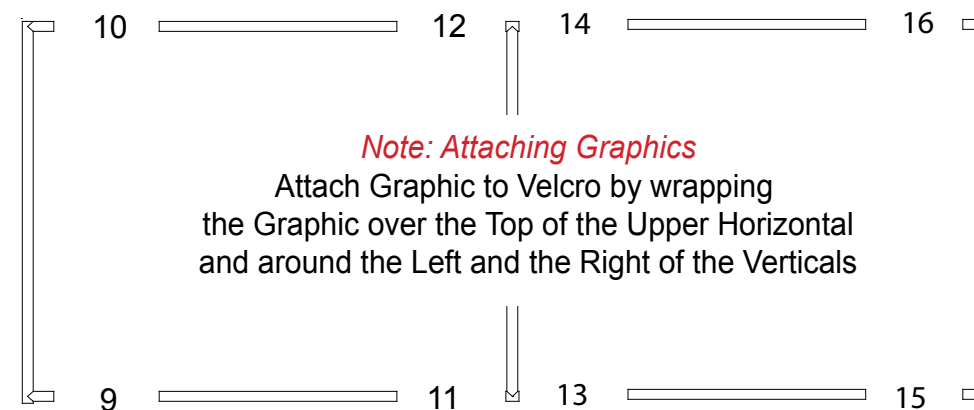 10 12 14 16
Note: Attaching Graphics
Attach Graphic to Velcro by wrapping
the Graphic over the Top of the Upper Horizontal
and around the Left and the Right of the Verticals
9 11 13 15